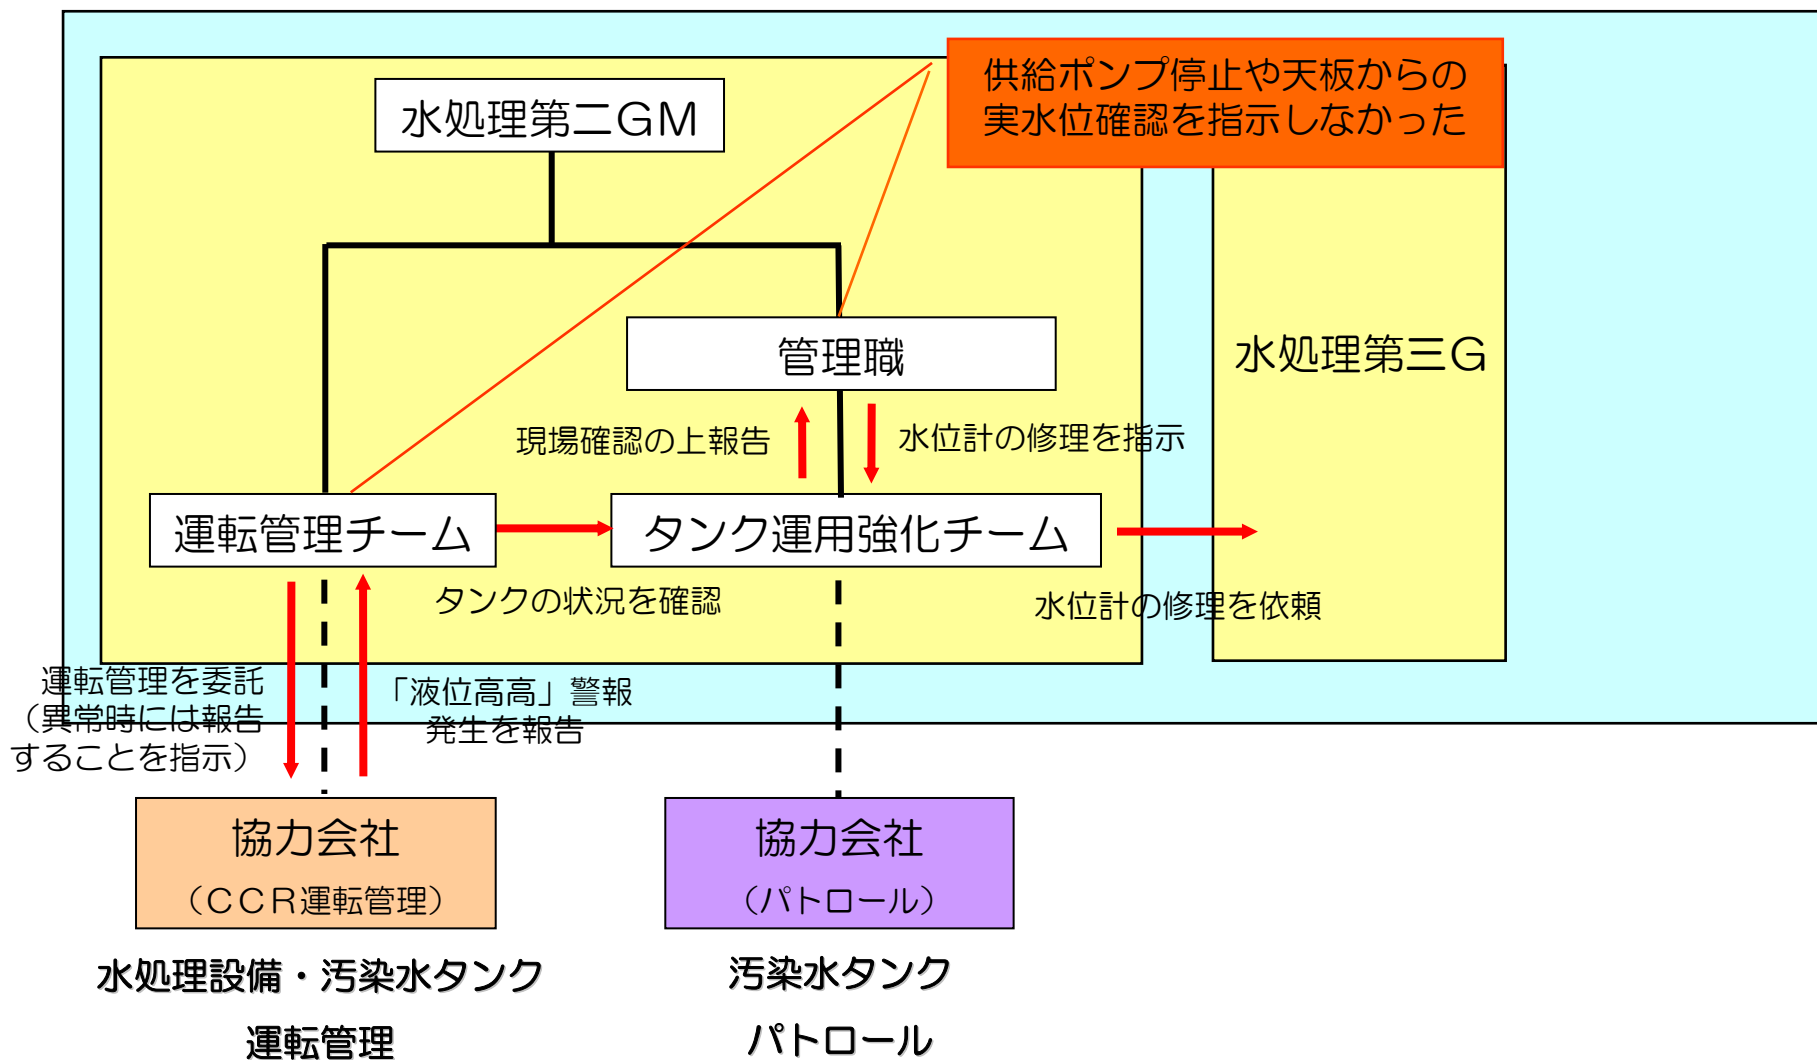 供給ポンプ停止や天板からの
実水位確認を指示しなかった
水処理第二GM
水処理第三G
管理職
現場確認の上報告
水位計の修理を指示
運転管理チーム
タンク運用強化チーム
タンクの状況を確認
水位計の修理を依頼
運転管理を委託
（異常時には報告
することを指示）
「液位高高」警報
発生を報告
協力会社
（CCR運転管理）
協力会社
（パトロール）
水処理設備・汚染水タンク
運転管理
汚染水タンク
パトロール